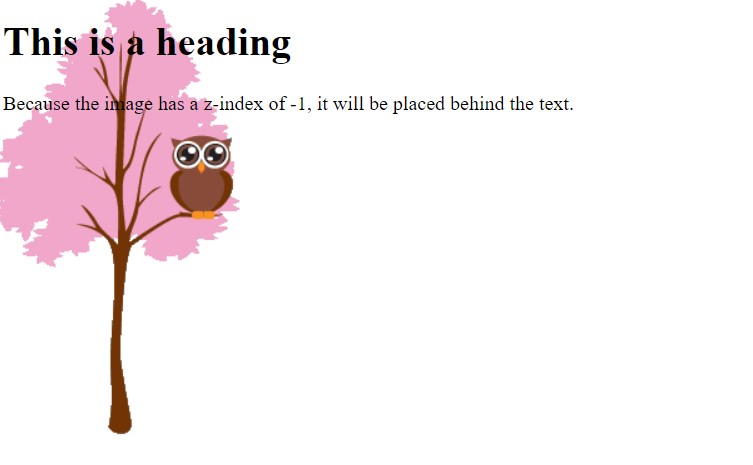 This is a heading
Because the image has a z-index of -1, it will be placed behind the text.